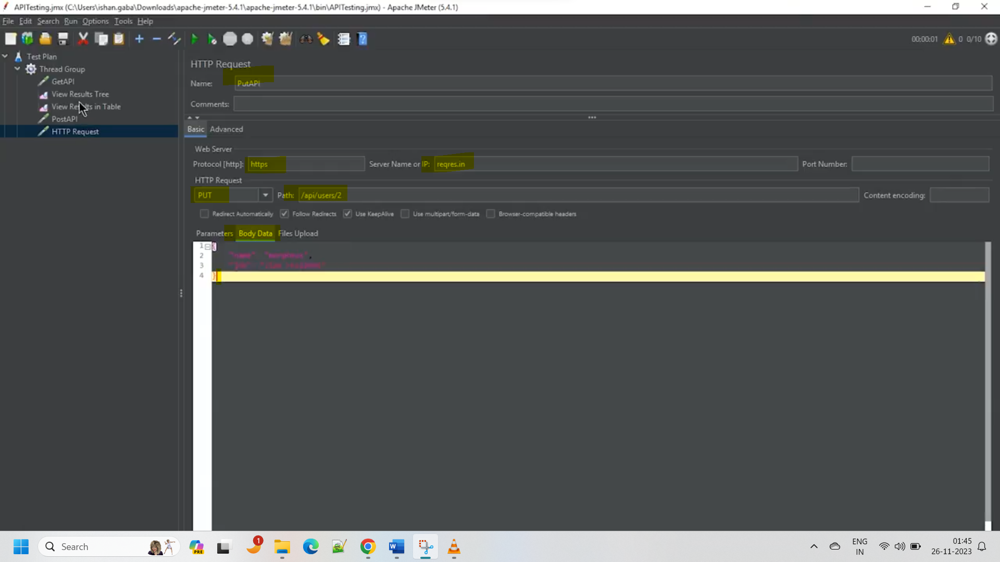 APITesting.jmx (C:\Users\ishan.gaba\Downloads\apache-jmeter-5.4.1\apache-jmeter-5.4.1\bin\APITesting.jmx) - Apache JMeter (5.4.1)
File Edit Search Run Options Tools Help
00:00:01 0 0/10
Test Plan
Thread Group
GetAPI
View Results Tree
View Results in Table
PostAPI
HTTP Request
HTTP Request
Name: PutAPI
Comments:
Basic Advanced
Web Server
Protocol [http]: https Server Name or IP: reqres.in Port Number:
HTTP Request
PUT Path: /api/users/2 Content encoding:
Redirect Automatically Follow Redirects Use KeepAlive Use multipart/form-data Browser-compatible headers
Parameters Body Data Files Upload
1 {
2 "name" "morpheus",
3
4 }
Search
PRE
1
ENG
IN
01:45
26-11-2023